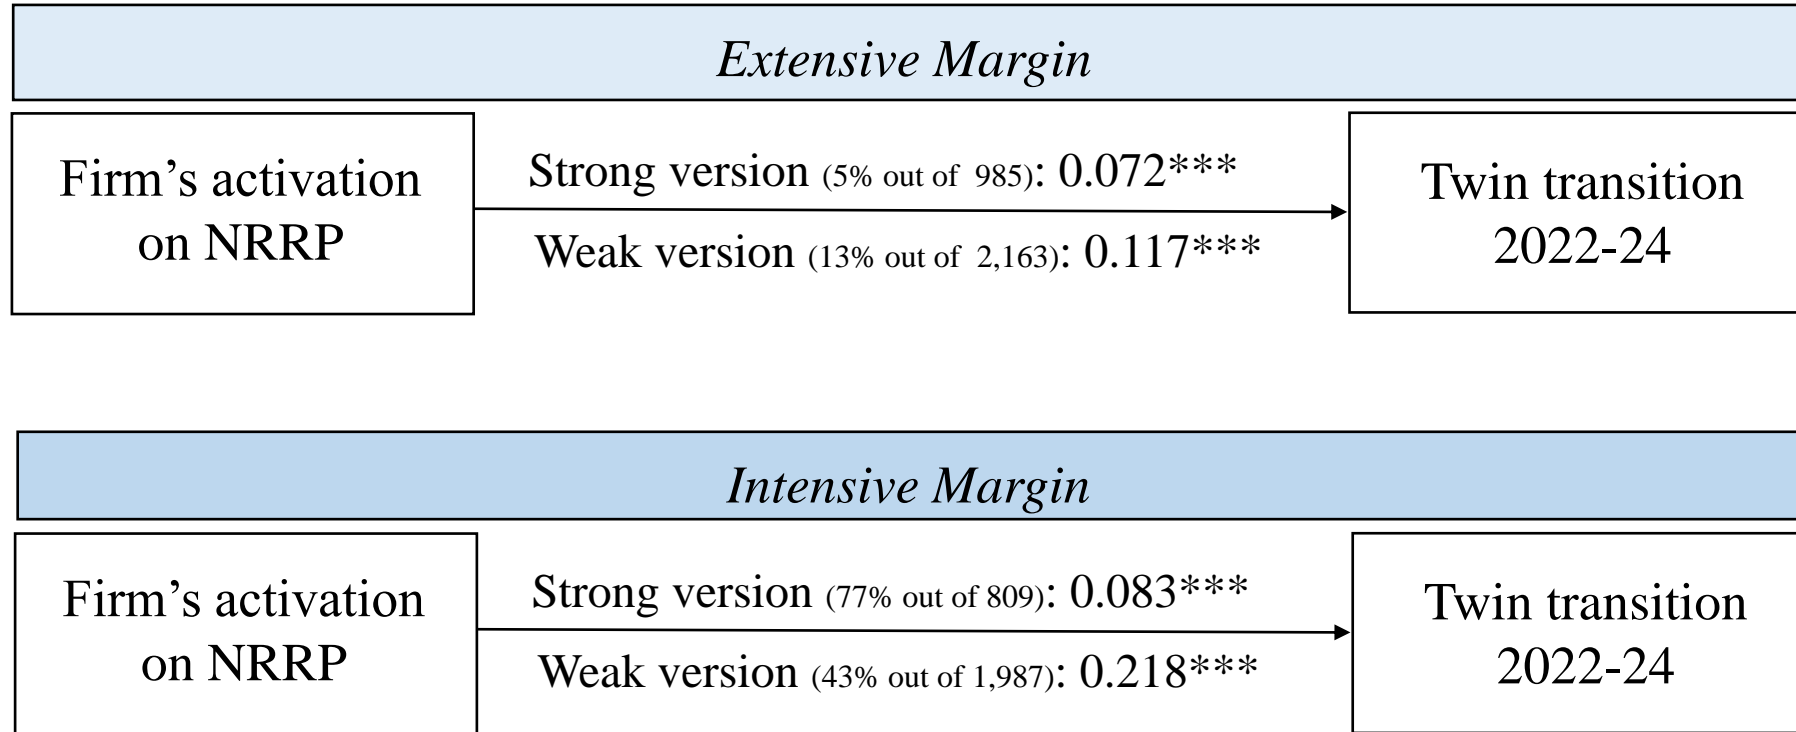 Extensive Margin
Firm's activation
on NRRP
Strong version (5% out of 985): 0.072***
Weak version (13% out of 2,163): 0.117***
Twin transition
2022-24
Intensive Margin
Firm's activation
on NRRP
Strong version (77% out of 809): 0.083***
Weak version (43% out of 1,987): 0.218***
Twin transition
2022-24